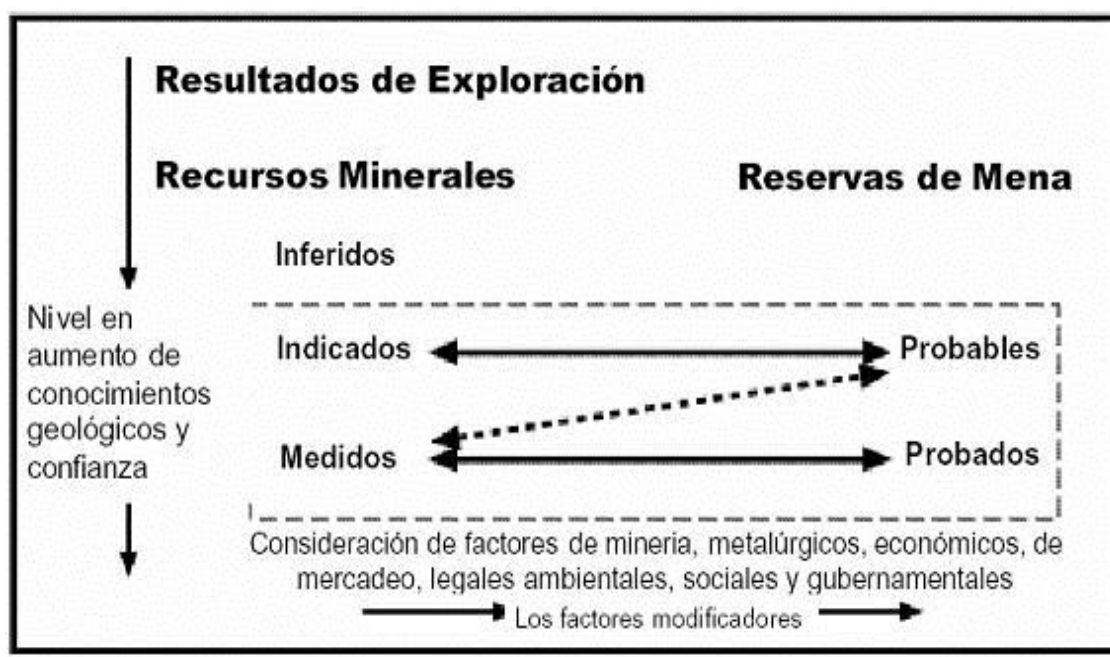 Resultados de Exploración
Recursos Minerales
Reservas de Mena
Inferidos
Nivel en
aumento de
conocimientos
geológicos y
confianza
Indicados
Probables
Medidos
Probados
Consideración de factores de mineria, metalúrgicos, económicos, de
mercadeo, legales ambientales, sociales y gubernamentales
Los factores modificadores